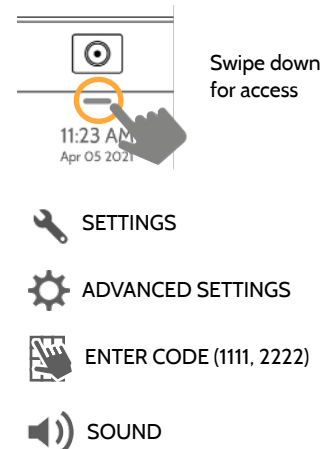 Swipe down
for access
11:23 AM
Apr 05 2021
SETTINGS
ADVANCED SETTINGS
ENTER CODE (1111, 2222)
SOUND